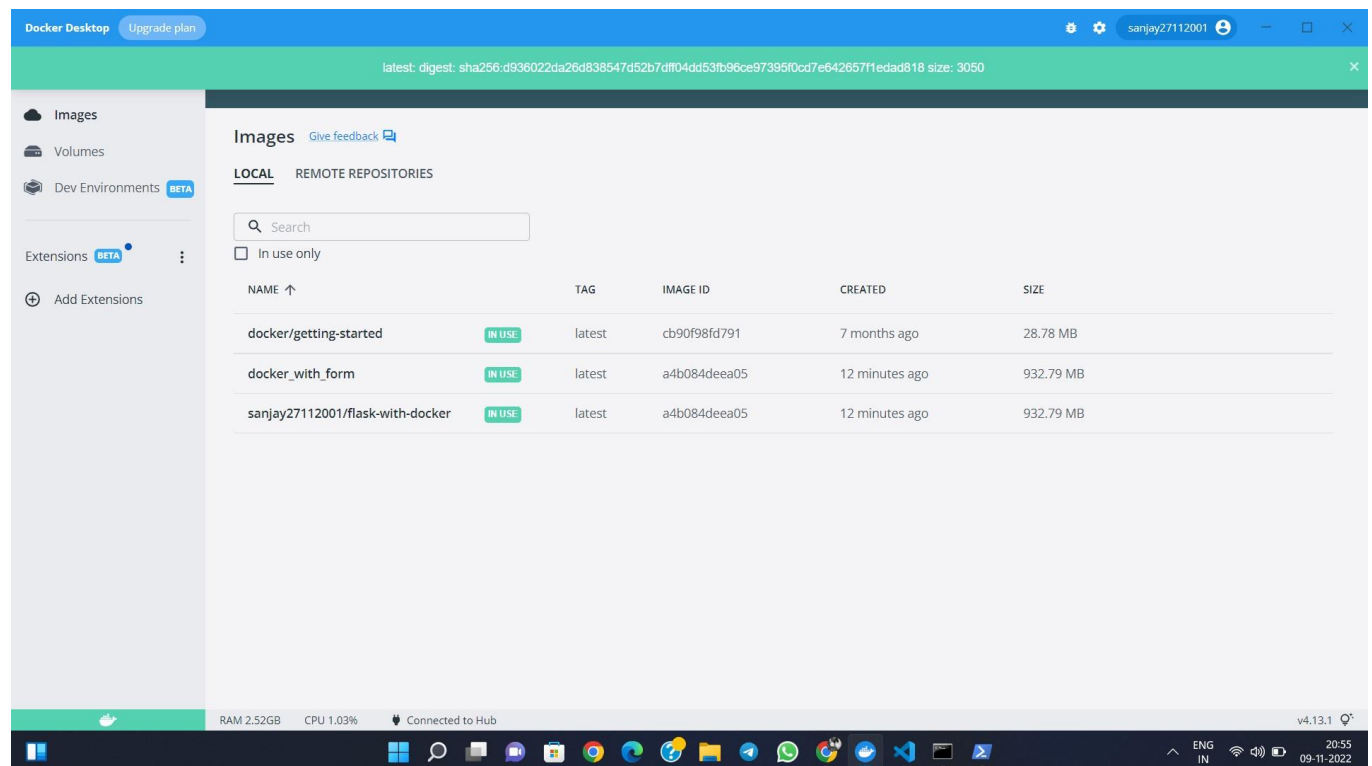 Docker Desktop Upgrade plan sanjay27112001
latest: digest: sha256:d936022da26d838547d52b7dff04dd53fb96ce97395f0cd7e642657f1edad818 size: 3050
Images
Volumes
Dev Environments BETA
Extensions BETA
Add Extensions
Images Give feedback
LOCAL REMOTE REPOSITORIES
Search
In use only
NAME TAG IMAGE ID CREATED SIZE
docker/getting-started IN USE latest cb90f98fd791 7 months ago 28.78 MB
docker_with_form IN USE latest a4b084deea05 12 minutes ago 932.79 MB
sanjay27112001/flask-with-docker IN USE latest a4b084deea05 12 minutes ago 932.79 MB
RAM 2.52GB CPU 1.03% Connected to Hub v4.13.1
ENG 20:55
IN 09-11-2022